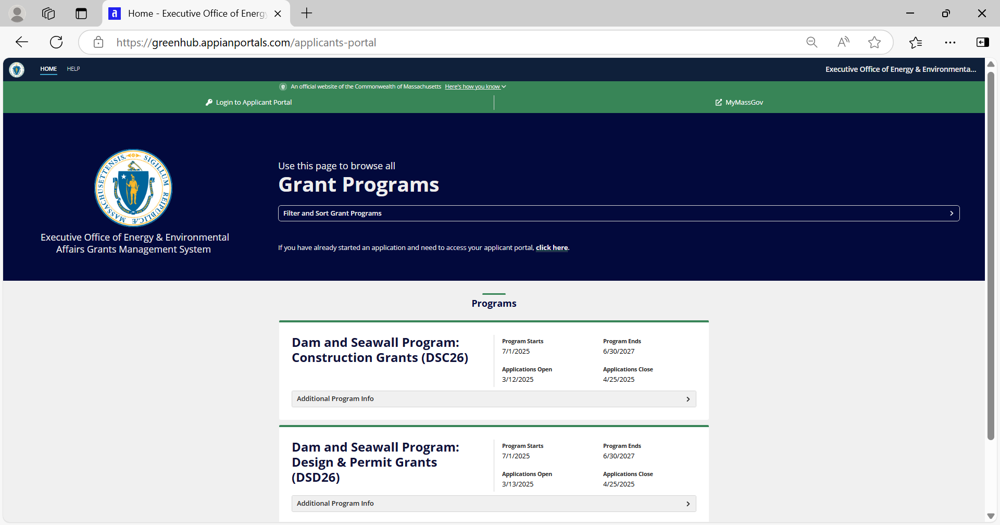 Home - Executive Office of Energy
https://greenhub.appianportals.com/applicants-portal
HOME
HELP
Executive Office of Energy & Environmenta...
An official website of the Commonwealth of Massachusetts Here's how you know
Login to Applicant Portal
MyMassGov
SIGILLUM REIPUBLICÆ MASSACHUSETTENSIS
Executive Office of Energy & Environmental
Affairs Grants Management System
Use this page to browse all
Grant Programs
Filter and Sort Grant Programs
If you have already started an application and need to access your applicant portal, click here.
Programs
Dam and Seawall Program:
Construction Grants (DSC26)
Program Starts
7/1/2025
Program Ends
6/30/2027
Applications Open
3/12/2025
Applications Close
4/25/2025
Additional Program Info
Dam and Seawall Program:
Design & Permit Grants
(DSD26)
Program Starts
7/1/2025
Program Ends
6/30/2027
Applications Open
3/13/2025
Applications Close
4/25/2025
Additional Program Info